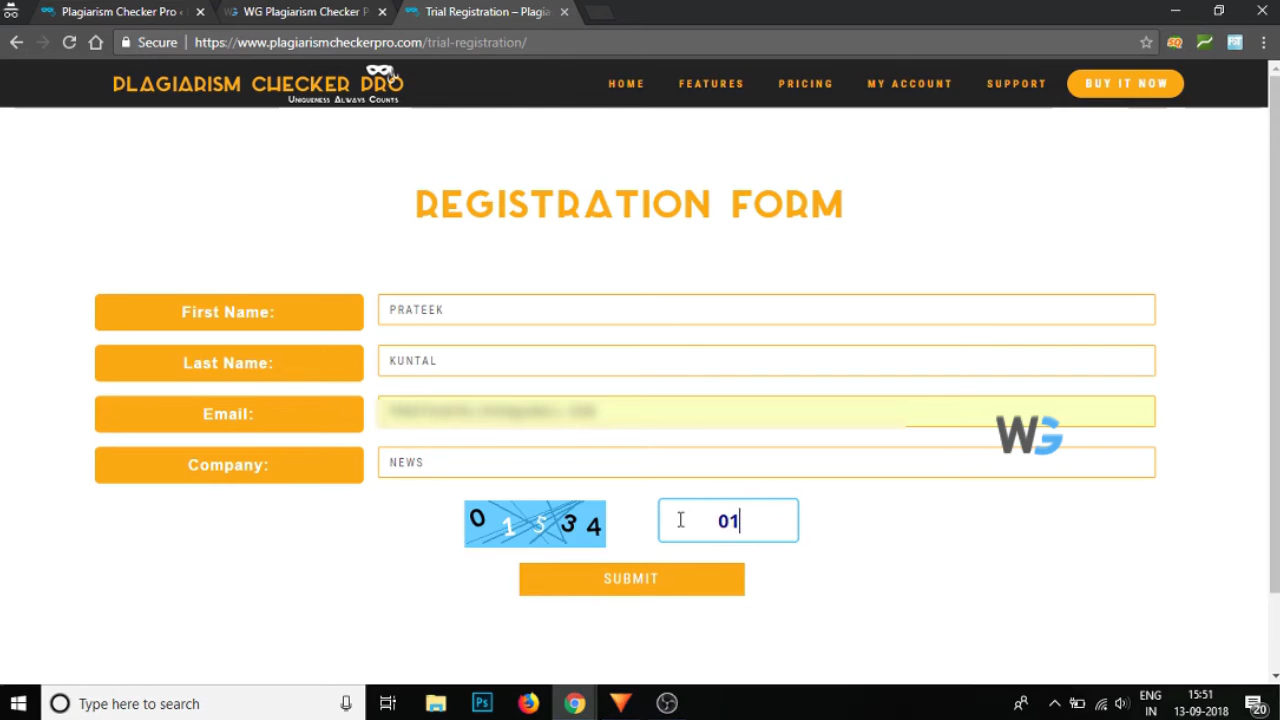 Plagiarism Checker Pro
WG Plagiarism Checker P
Trial Registration – Plagia
Secure
https://www.plagiarismcheckerpro.com/trial-registration/
PLAGIARISM CHECKER PRO
Uniqueness Always Counts
HOME FEATURES PRICING MY ACCOUNT SUPPORT BUY IT NOW
REGISTRATION FORM
First Name: PRATEEK
Last Name: KUNTAL
Email:
WG
Company: NEWS
0 1 5 3 4
01
SUBMIT
Type here to search
Ps
ENG
IN
15:51
13-09-2018
20